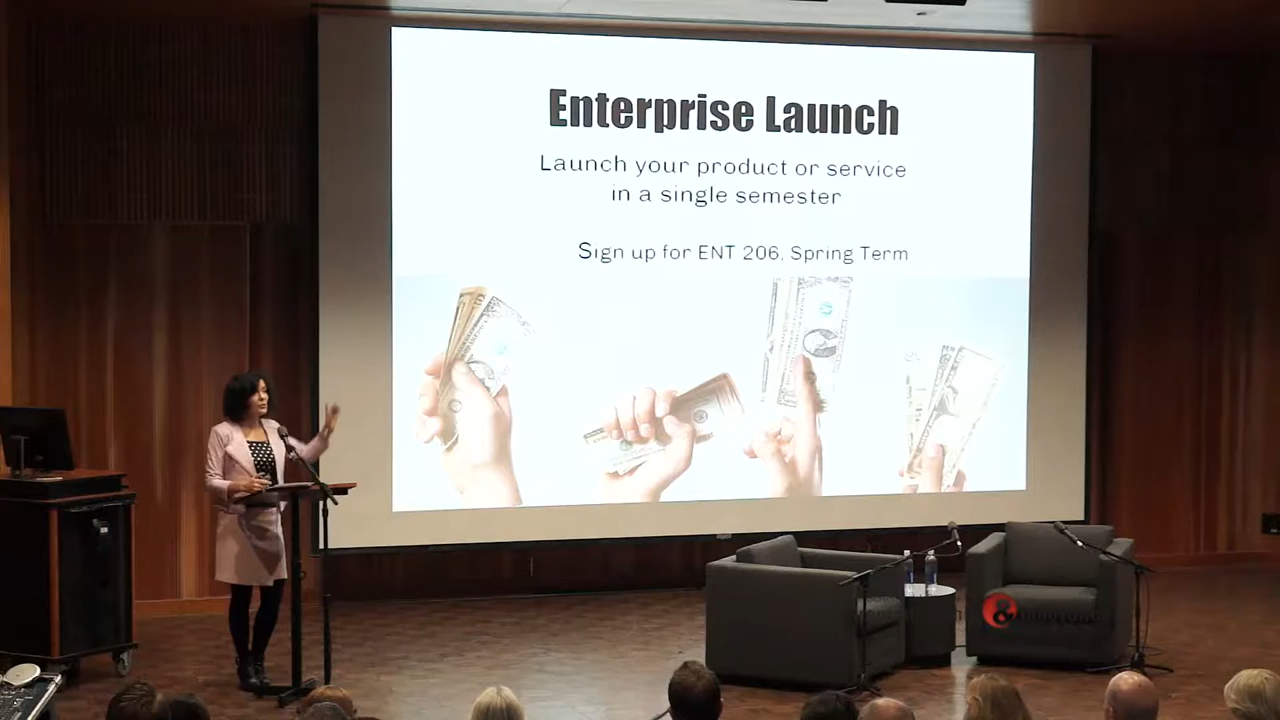 Enterprise Launch
Launch your product or service
in a single semester
Sign up for ENT 206, Spring Term
&